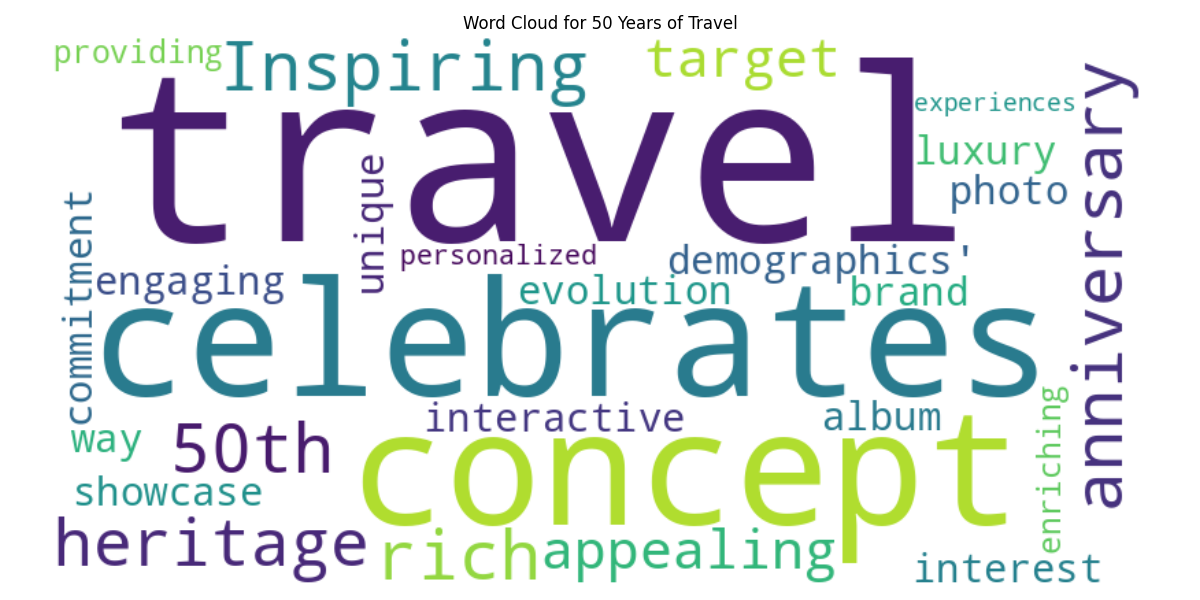 Word Cloud for 50 Years of Travel
providing
Inspiring
target
travel
experiences
luxury
photo
anniversary
unique
commitment
personalized
demographics'
engaging
evolution
brand
celebrates
interactive
album
way
50th
concept
enriching
showcase
heritage
rich
appealing
interest